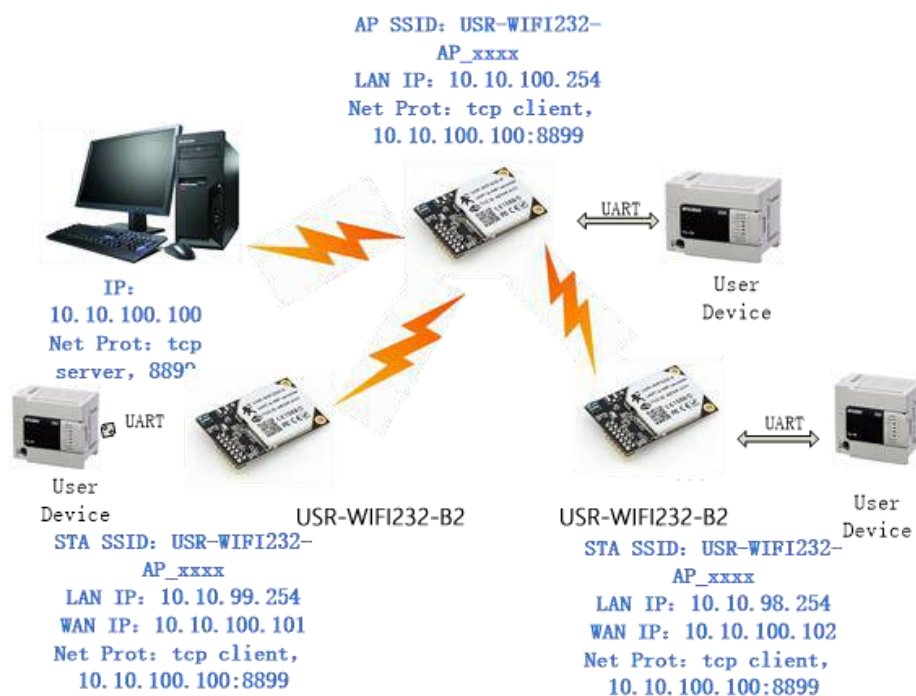 AP SSID: USR-WIFI232-
AP_xxxx
LAN IP: 10.10.100.254
Net Prot: tcp client,
10.10.100.100:8899
UART
User
Device
IP:
10.10.100.100
Net Prot: tcp
server, 8899
UART
User
Device
USR-WIFI232-B2
STA SSID: USR-WIFI232-
AP_xxxx
LAN IP: 10.10.99.254
WAN IP: 10.10.100.101
Net Prot: tcp client,
10.10.100.100:8899
UART
User
Device
USR-WIFI232-B2
STA SSID: USR-WIFI232-
AP_xxxx
LAN IP: 10.10.98.254
WAN IP: 10.10.100.102
Net Prot: tcp client,
10.10.100.100:8899